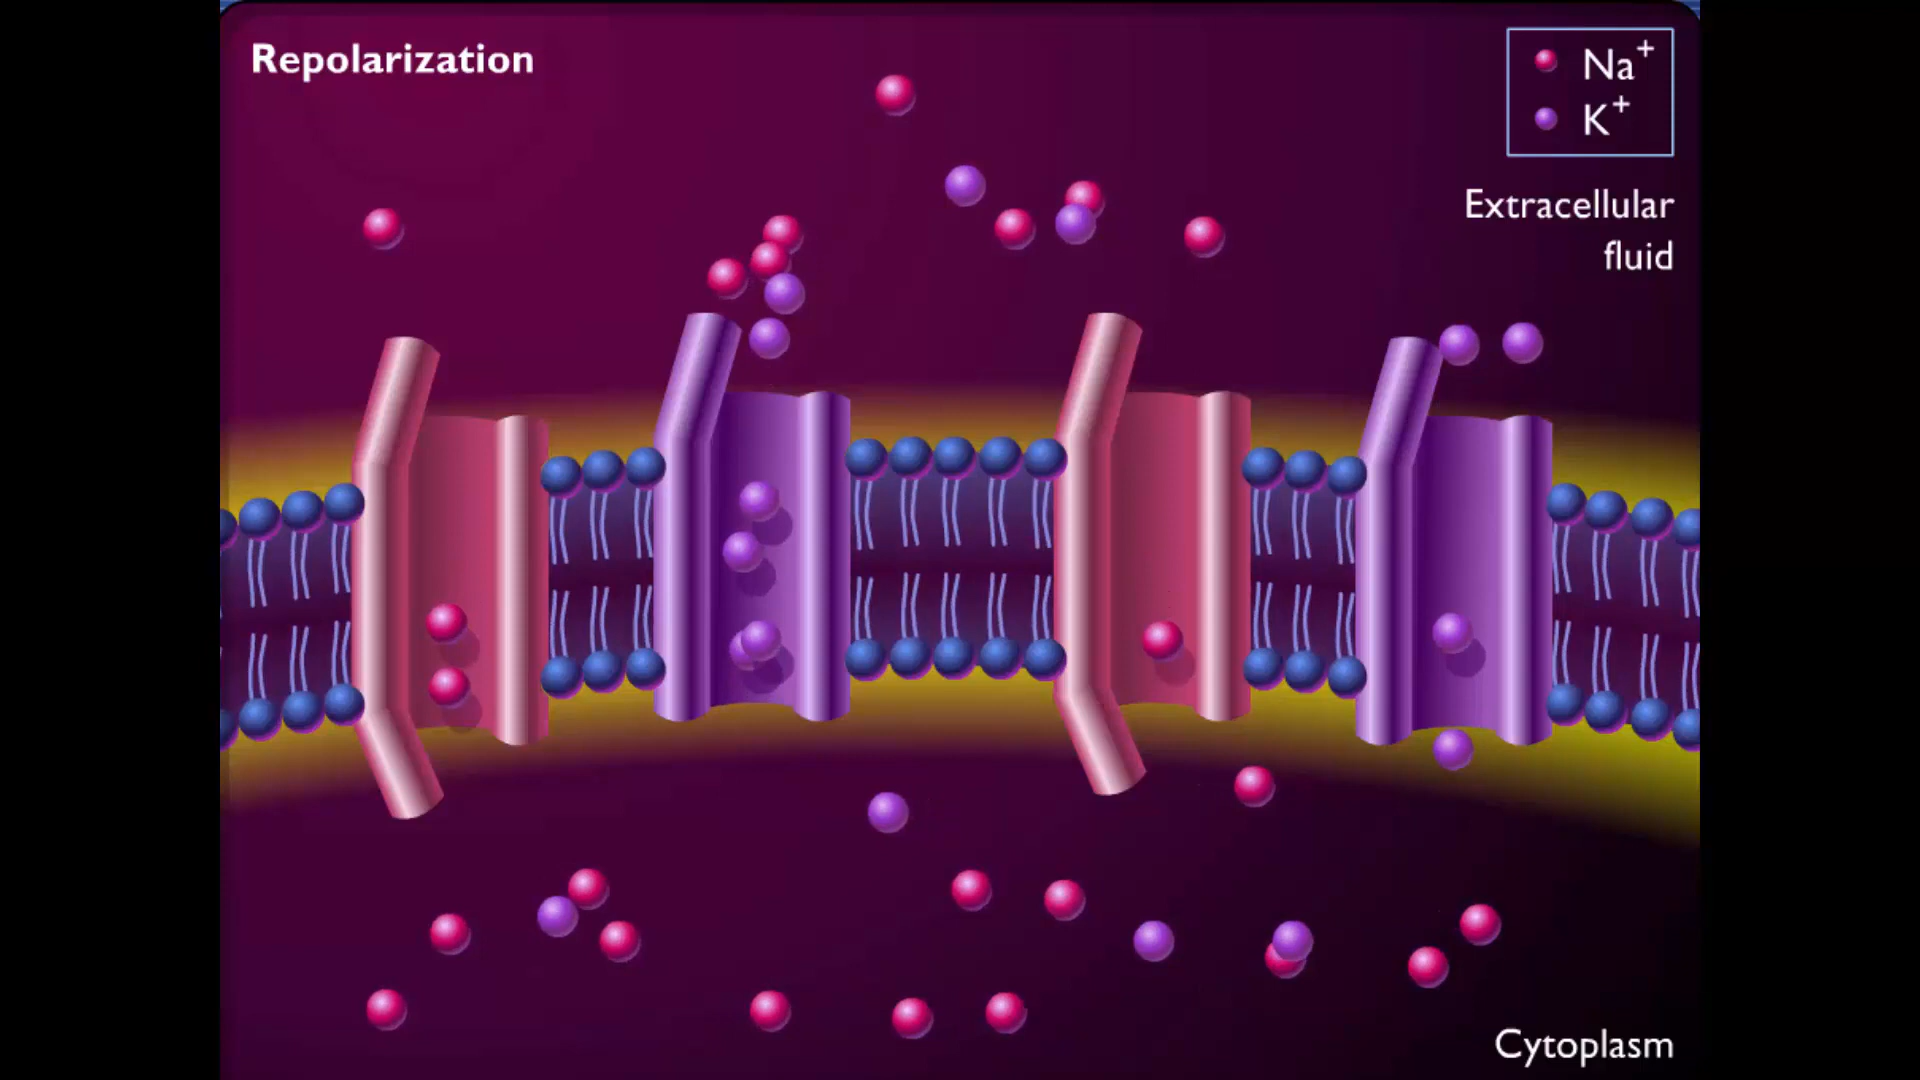 Repolarization
Na⁺
K⁺
Extracellular
fluid
Cytoplasm